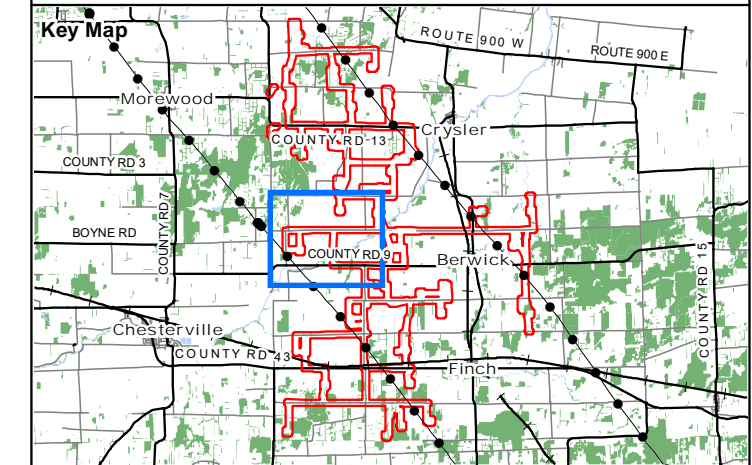 Key Map
ROUTE 900 W
ROUTE 900 E
Morewood
Crysler
COUNTY RD 13
COUNTY RD 3
COUNTY RD 7
BOYNE RD
COUNTY RD 9
Berwick
COUNTY RD 12
Chesterville
COUNTY RD 43
Finch